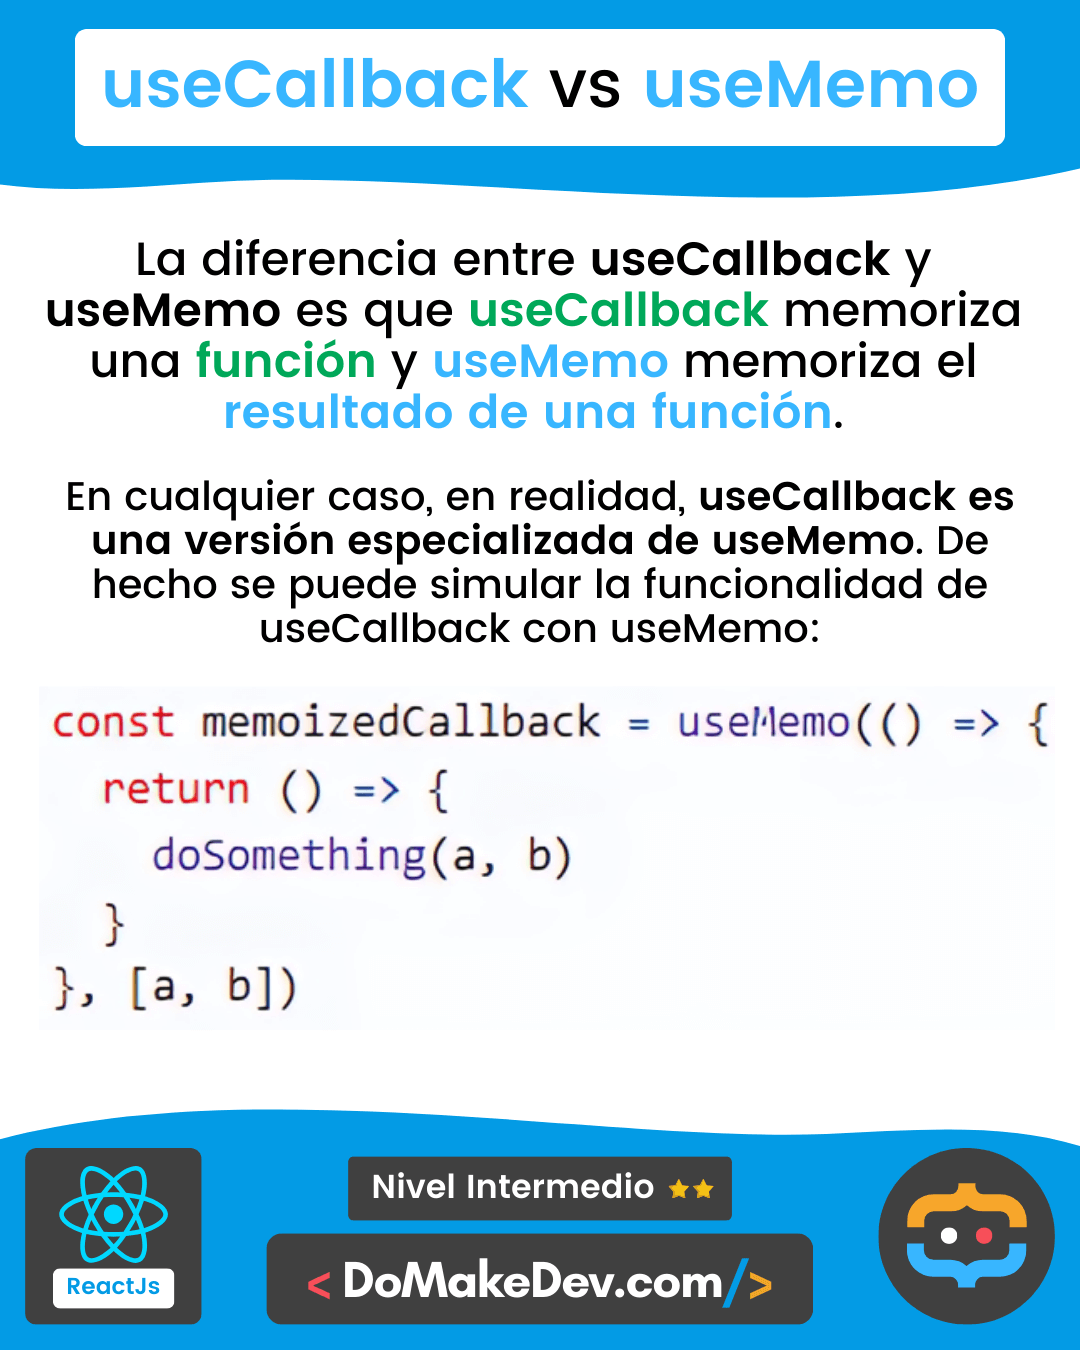 useCallback vs useMemo
La diferencia entre useCallback y
useMemo es que useCallback memoriza
una función y useMemo memoriza el
resultado de una función.
En cualquier caso, en realidad, useCallback es
una versión especializada de useMemo. De
hecho se puede simular la funcionalidad de
useCallback con useMemo:
const memoizedCallback = useMemo(() => {
return () => {
doSomething(a, b)
}
}, [a, b])
Nivel Intermedio
ReactJs
< DoMakeDev.com/>